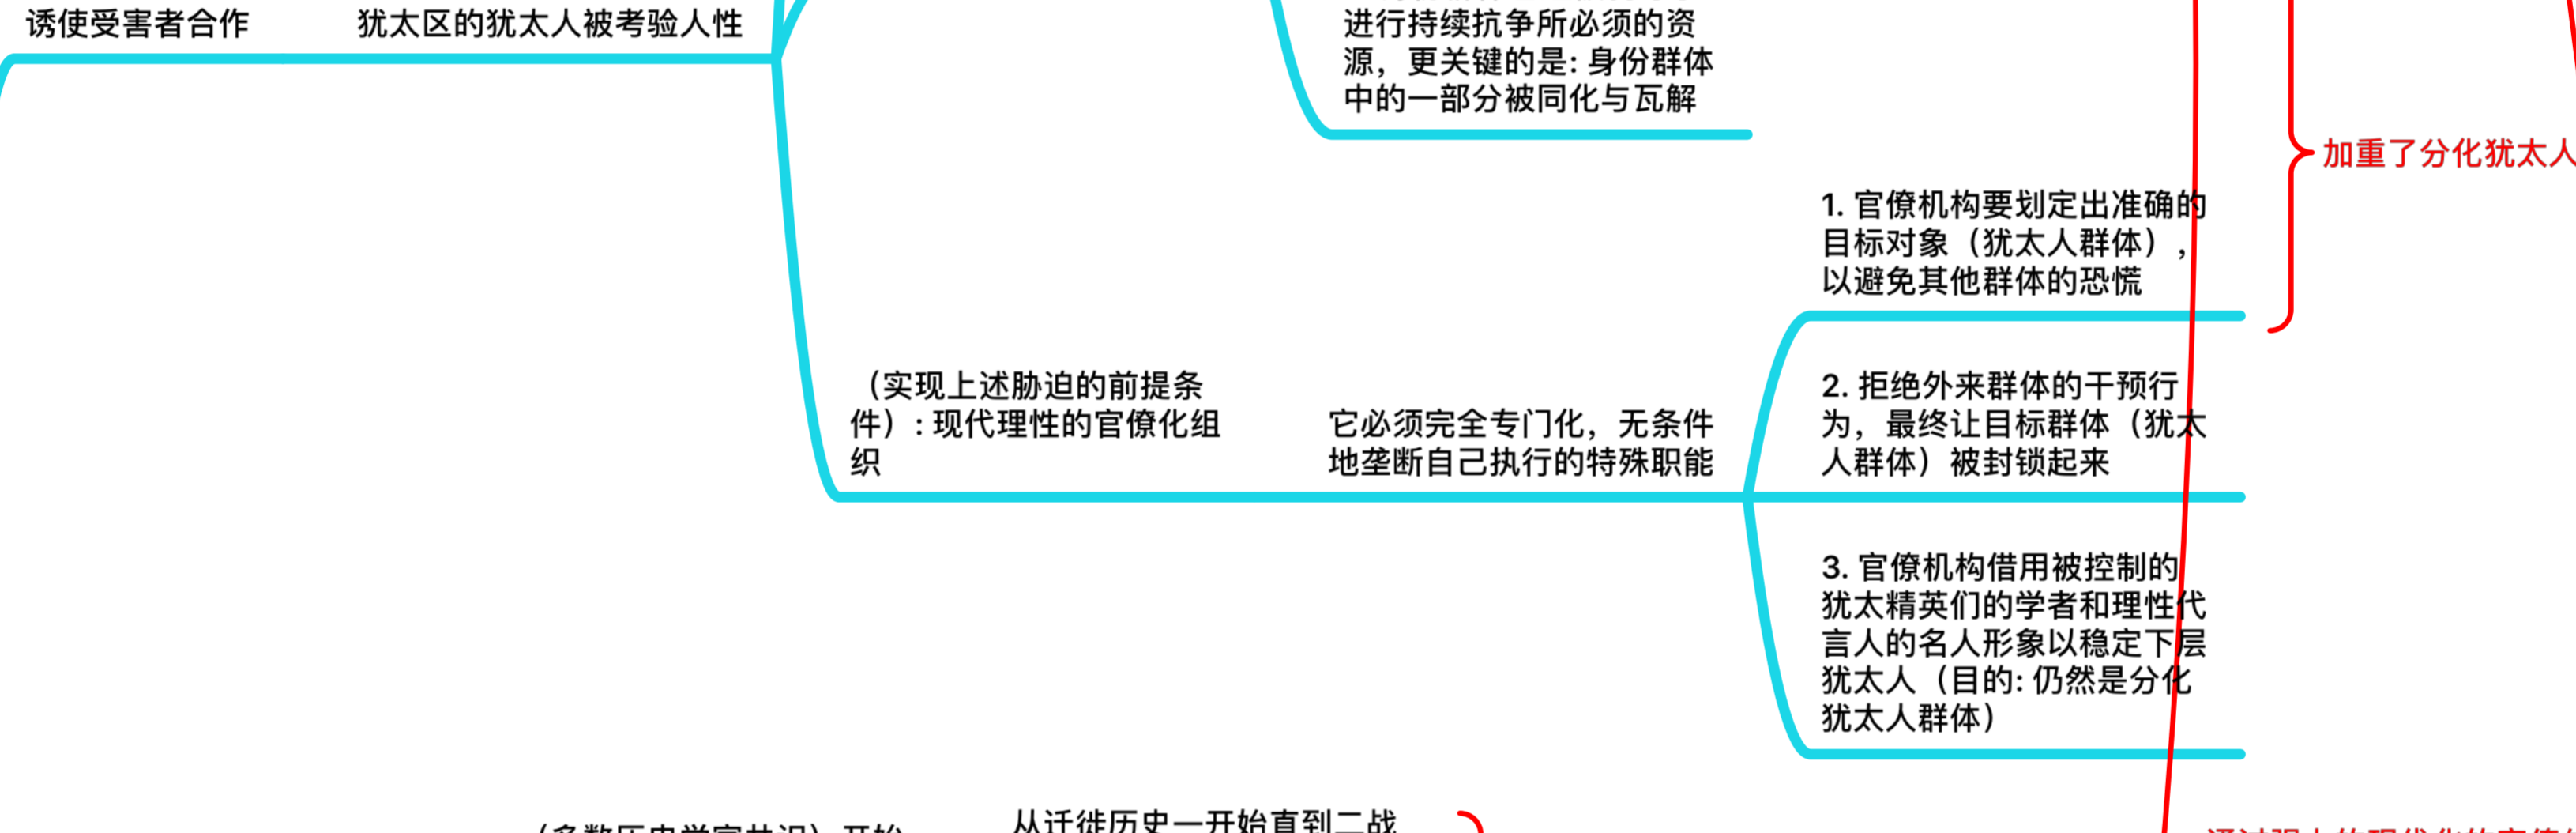 诱使受害者合作
犹太区的犹太人被考验人性
进行持续抗争所必须的资
源，更关键的是: 身份群体
中的一部分被同化与瓦解
加重了分化犹太人
1. 官僚机构要划定出准确的
目标对象（犹太人群体），
以避免其他群体的恐慌
（实现上述胁迫的前提条
件）: 现代理性的官僚化组
织
它必须完全专门化，无条件
地垄断自己执行的特殊职能
2. 拒绝外来群体的干预行
为，最终让目标群体（犹太
人群体）被封锁起来
3. 官僚机构借用被控制的
犹太精英们的学者和理性代
言人的名人形象以稳定下层
犹太人（目的: 仍然是分化
犹太人群体）
从迁徙历史一开始直到二战